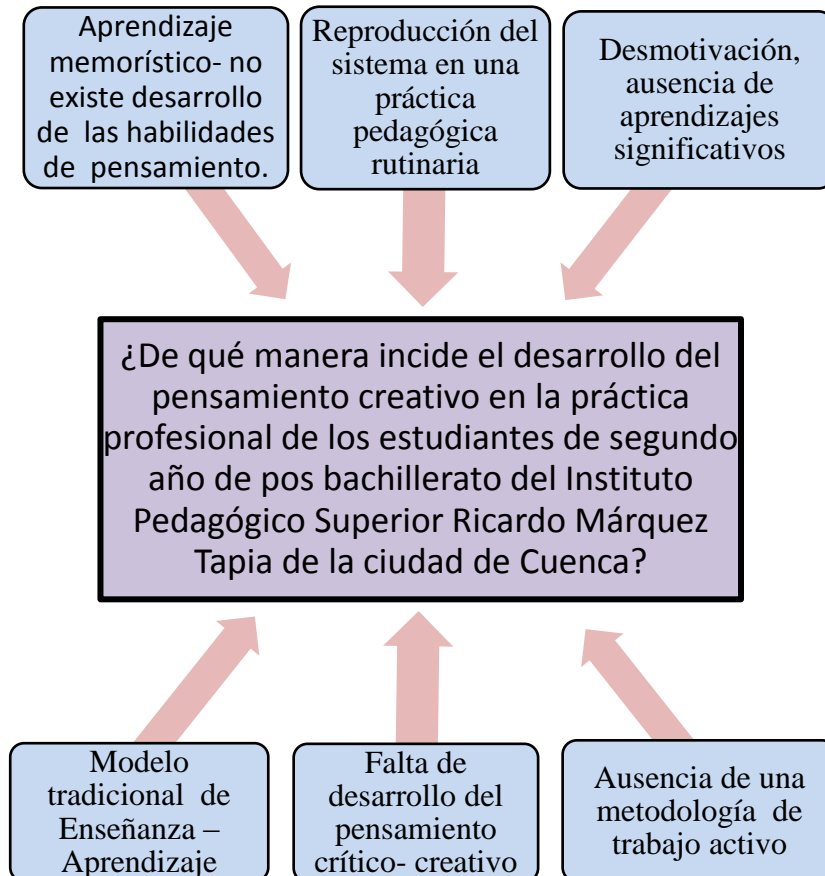 Aprendizaje
memorístico- no
existe desarrollo
de las habilidades
de pensamiento.
Reproducción del
sistema en una
práctica
pedagógica
rutinaria
Desmotivación,
ausencia de
aprendizajes
significativos
¿De qué manera incide el desarrollo del
pensamiento creativo en la práctica
profesional de los estudiantes de segundo
año de pos bachillerato del Instituto
Pedagógico Superior Ricardo Márquez
Tapia de la ciudad de Cuenca?
Modelo
tradicional de
Enseñanza –
Aprendizaje
Falta de
desarrollo del
pensamiento
crítico- creativo
Ausencia de una
metodología de
trabajo activo